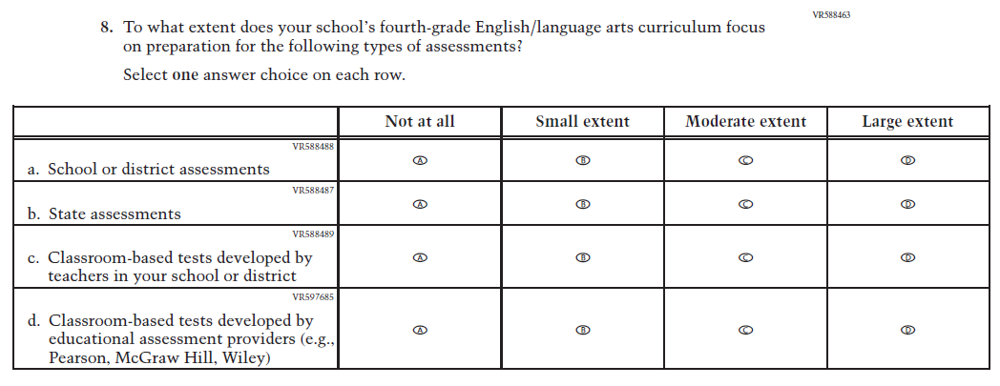 VR588463
8. To what extent does your school's fourth-grade English/language arts curriculum focus
on preparation for the following types of assessments?
Select one answer choice on each row.
Not at all Small extent Moderate extent Large extent
VR588488
a. School or district assessments A B C D
VR588487
b. State assessments A B C D
VR588489
c. Classroom-based tests developed by
teachers in your school or district A B C D
VR597685
d. Classroom-based tests developed by
educational assessment providers (e.g.,
Pearson, McGraw Hill, Wiley) A B C D